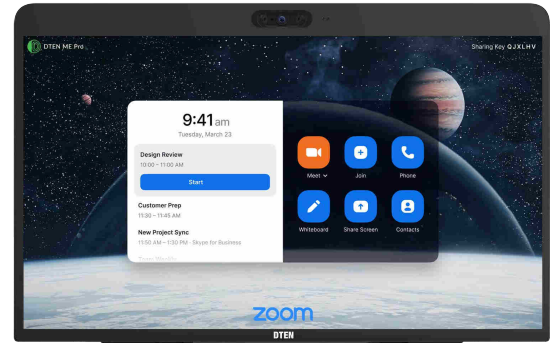 DTEN ME Pro
Sharing Key QJXLHV
9:41 am
Tuesday, March 23
Design Review
10:00 – 11:00 AM
Start
Customer Prep
11:30 – 11:45 AM
New Project Sync
11:50 AM – 1:30 PM · Skype for Business
Meet
Join
Phone
Whiteboard
Share Screen
Contacts
zoom
DTEN